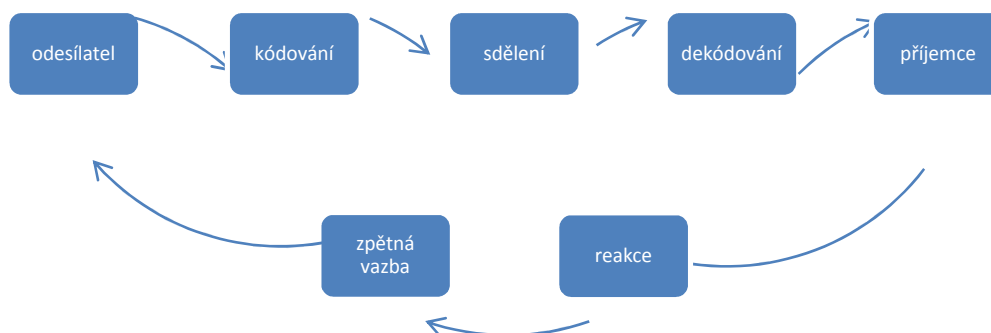 odesílatel
kódování
sdělení
dekódování
příjemce
zpětná
vazba
reakce